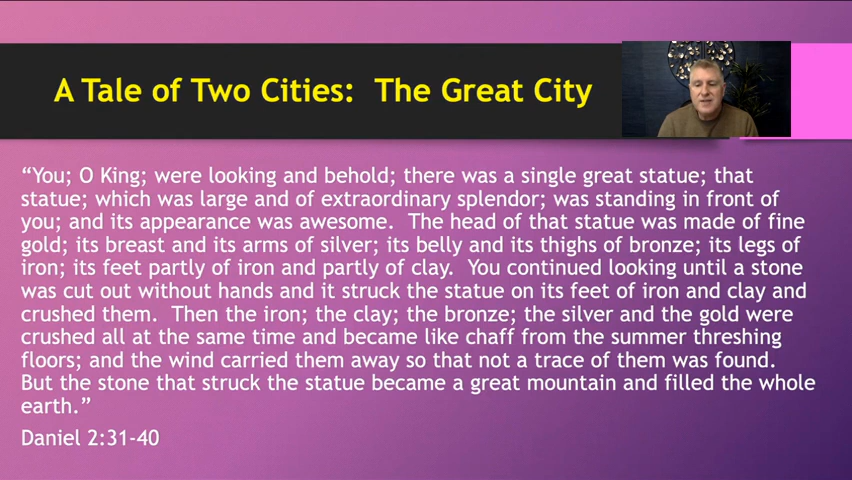 A Tale of Two Cities: The Great City
“You; O King; were looking and behold; there was a single great statue; that
statue; which was large and of extraordinary splendor; was standing in front of
you; and its appearance was awesome. The head of that statue was made of fine
gold; its breast and its arms of silver; its belly and its thighs of bronze; its legs of
iron; its feet partly of iron and partly of clay. You continued looking until a stone
was cut out without hands and it struck the statue on its feet of iron and clay and
crushed them. Then the iron; the clay; the bronze; the silver and the gold were
crushed all at the same time and became like chaff from the summer threshing
floors; and the wind carried them away so that not a trace of them was found.
But the stone that struck the statue became a great mountain and filled the whole
earth.”
Daniel 2:31-40